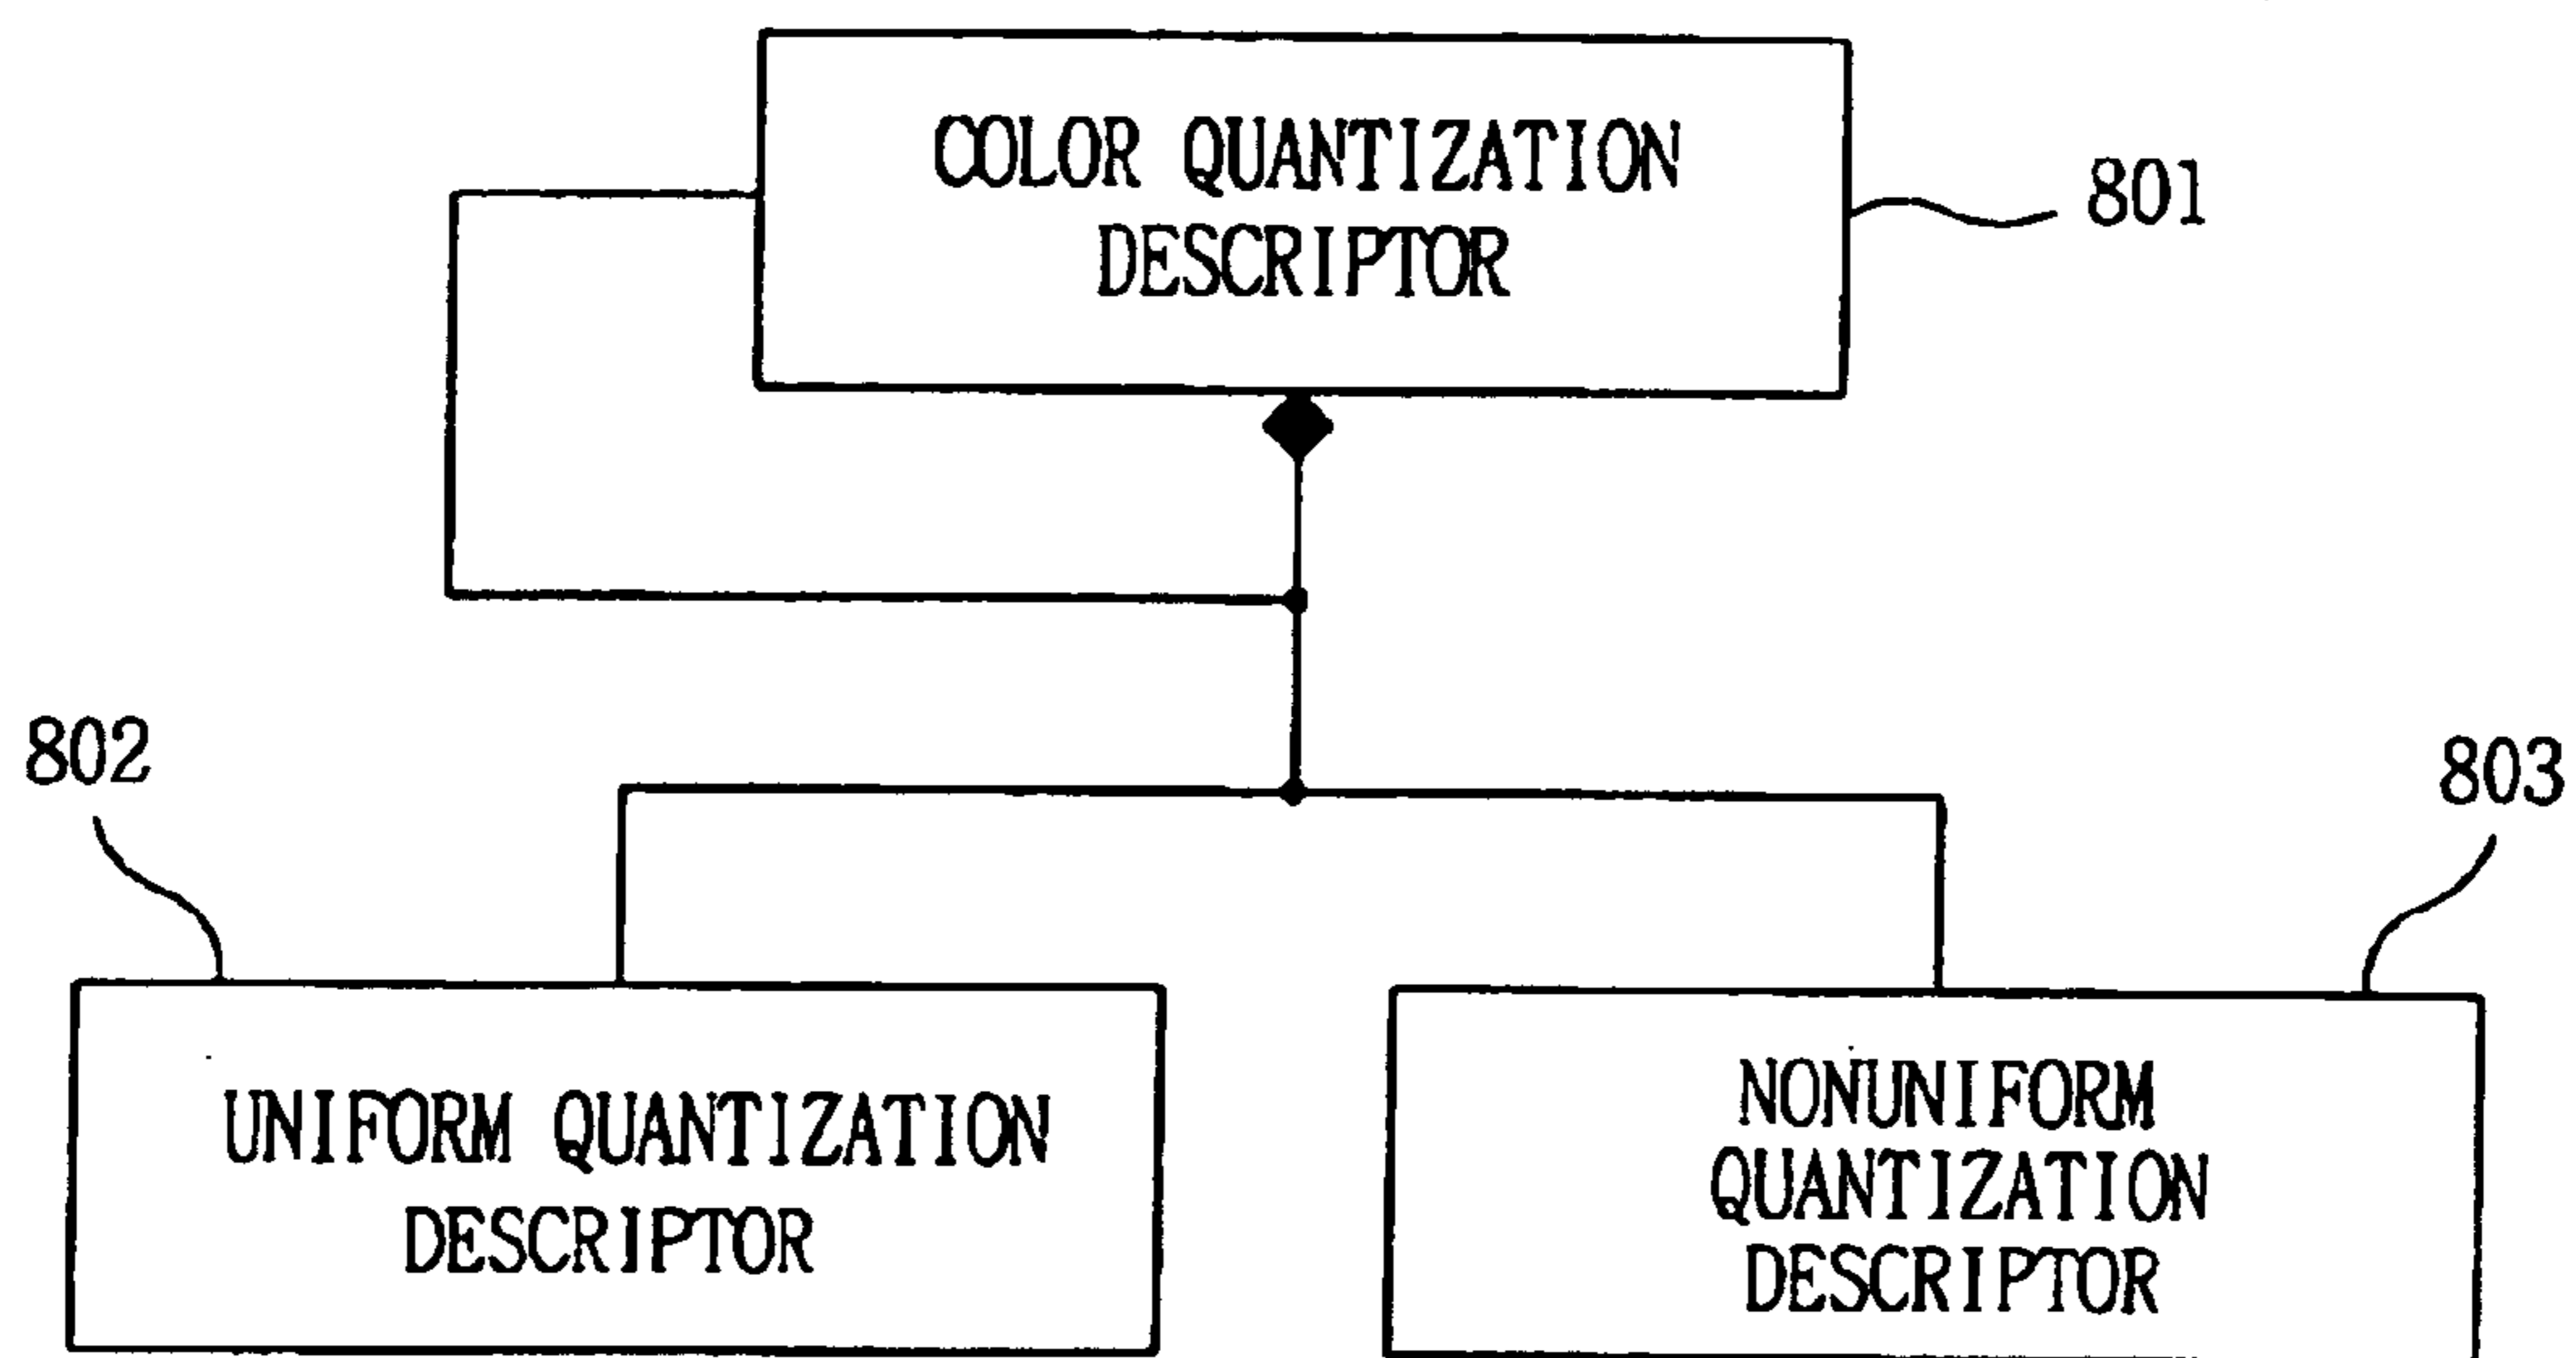 COLOR QUANTIZATION
DESCRIPTOR
801
802
803
UNIFORM QUANTIZATION
DESCRIPTOR
NONUNIFORM
QUANTIZATION
DESCRIPTOR